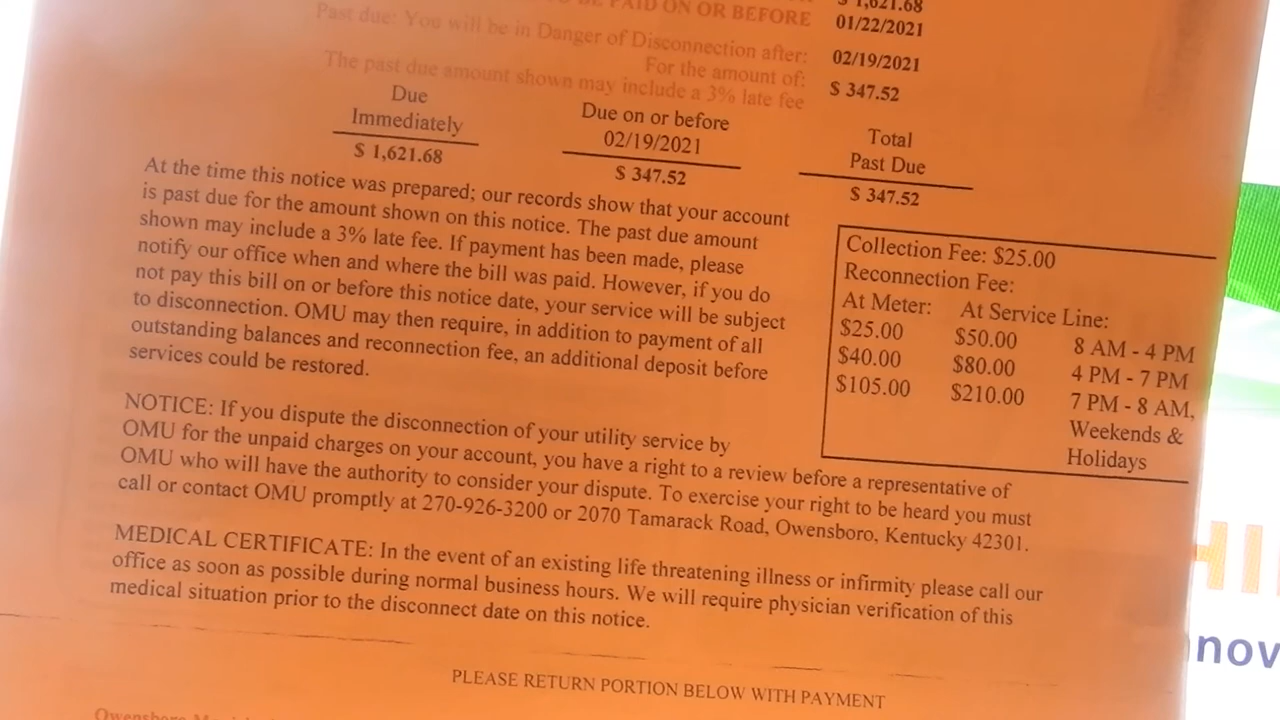 TO BE PAID ON OR BEFORE
$ 1,621.68
01/22/2021
Past due: You will be in Danger of Disconnection after: 02/19/2021
For the amount of: $ 347.52
The past due amount shown may include a 3% late fee
Due
Immediately
$ 1,621.68
Due on or before
02/19/2021
$ 347.52
Total
Past Due
$ 347.52
At the time this notice was prepared; our records show that your account
is past due for the amount shown on this notice. The past due amount
shown may include a 3% late fee. If payment has been made, please
notify our office when and where the bill was paid. However, if you do
not pay this bill on or before this notice date, your service will be subject
to disconnection. OMU may then require, in addition to payment of all
outstanding balances and reconnection fee, an additional deposit before
services could be restored.
Collection Fee: $25.00
Reconnection Fee:
At Meter: At Service Line:
$25.00 $50.00 8 AM - 4 PM
$40.00 $80.00 4 PM - 7 PM
$105.00 $210.00 7 PM - 8 AM,
Weekends &
Holidays
NOTICE: If you dispute the disconnection of your utility service by
OMU for the unpaid charges on your account, you have a right to a review before a representative of
OMU who will have the authority to consider your dispute. To exercise your right to be heard you must
call or contact OMU promptly at 270-926-3200 or 2070 Tamarack Road, Owensboro, Kentucky 42301.
MEDICAL CERTIFICATE: In the event of an existing life threatening illness or infirmity please call our
office as soon as possible during normal business hours. We will require physician verification of this
medical situation prior to the disconnect date on this notice.
PLEASE RETURN PORTION BELOW WITH PAYMENT
Owensboro
HI
nov